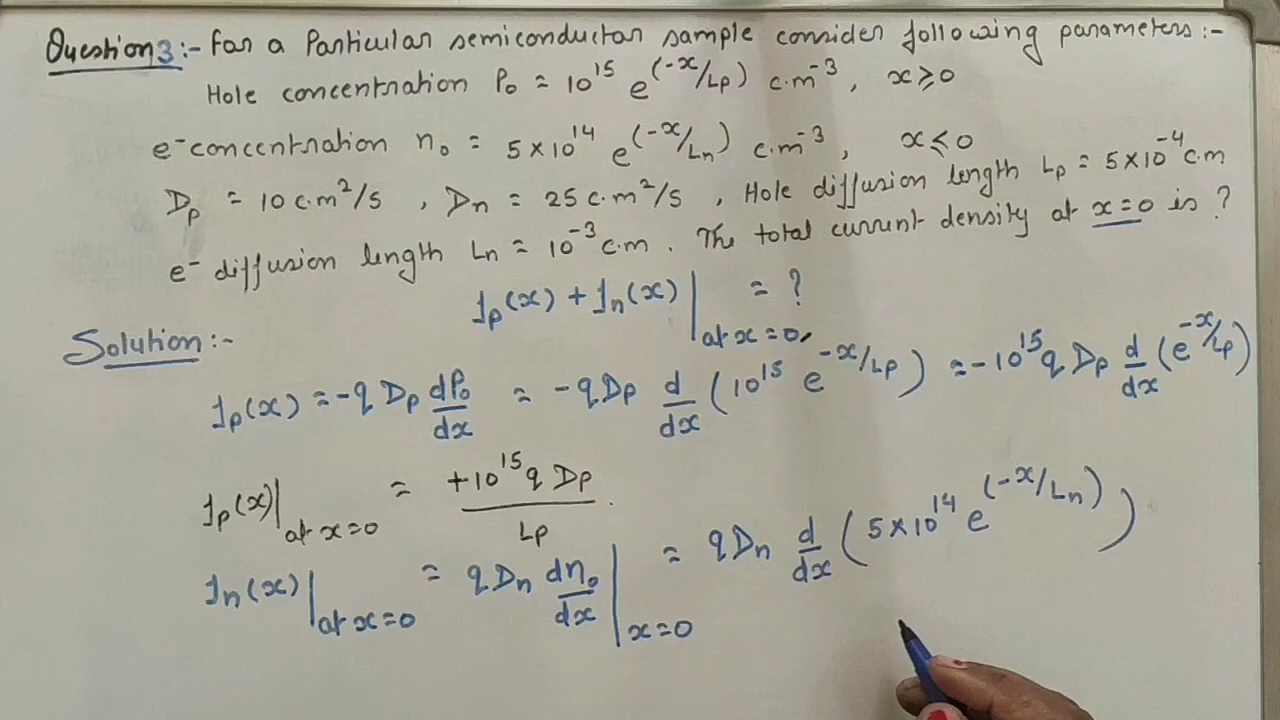 Question 3:- For a Particular semiconductor sample consider following parameters:-
Hole concentration P₀ = 10¹⁵ e^(-x/Lp) c.m⁻³, x ≥ 0
e⁻ concentration n₀ = 5×10¹⁴ e^(-x/Ln) c.m⁻³, x ≤ 0
Dp = 10 c.m²/s, Dn = 25 c.m²/s, Hole diffusion length Lp = 5×10⁻⁴ c.m
e⁻ diffusion length Ln = 10⁻³ c.m. The total current density at x=0 is ?
Jp(x) + Jn(x)| at x=0 = ?
Solution:-
Jp(x) = -q Dp dP₀/dx = -q Dp d/dx (10¹⁵ e^(-x/Lp)) = -10¹⁵ q Dp d/dx (e^(-x/Lp))
Jp(x)| at x=0 = +10¹⁵ q Dp / Lp.
Jn(x)| at x=0 = q Dn dn₀/dx | x=0 = q Dn d/dx (5×10¹⁴ e^(-x/Ln))